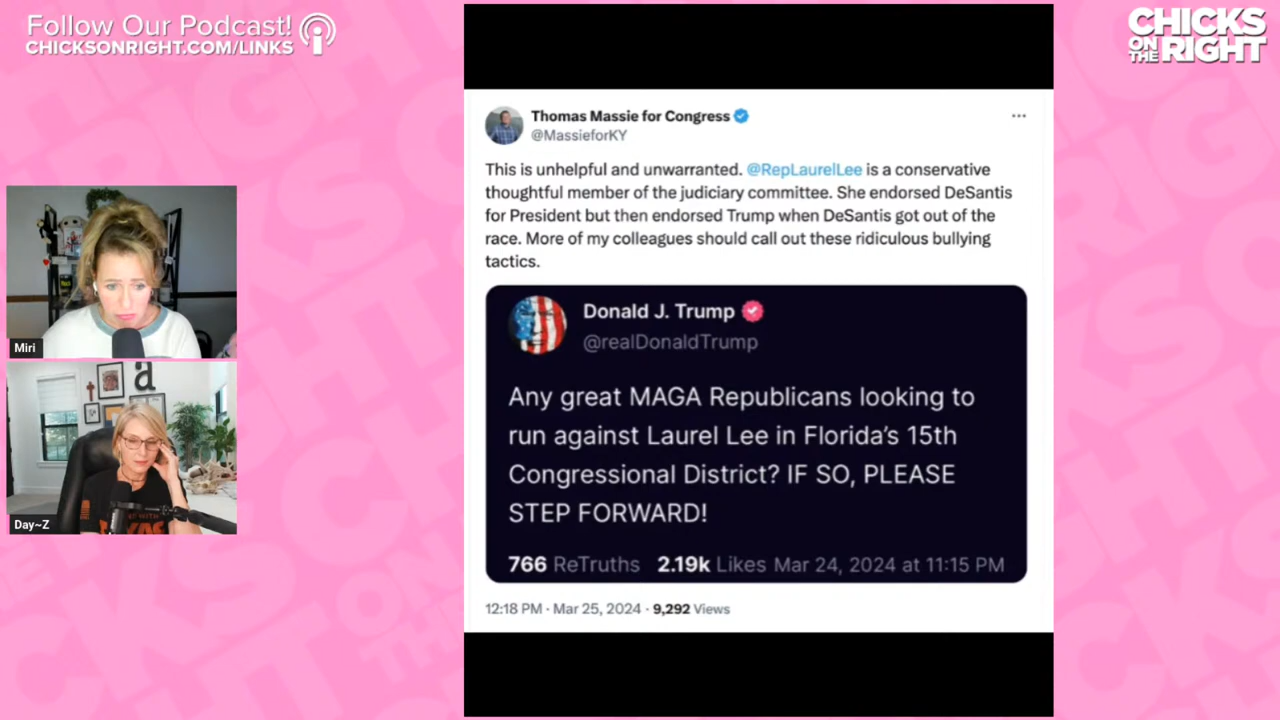 Follow Our Podcast!
CHICKSONRIGHT.COM/LINKS
CHICKS
ON THE RIGHT
Thomas Massie for Congress
@MassieforKY
This is unhelpful and unwarranted. @RepLaurelLee is a conservative
thoughtful member of the judiciary committee. She endorsed DeSantis
for President but then endorsed Trump when DeSantis got out of the
race. More of my colleagues should call out these ridiculous bullying
tactics.
Donald J. Trump
@realDonaldTrump
Any great MAGA Republicans looking to
run against Laurel Lee in Florida’s 15th
Congressional District? IF SO, PLEASE
STEP FORWARD!
766 ReTruths 2.19k Likes Mar 24, 2024 at 11:15 PM
12:18 PM · Mar 25, 2024 · 9,292 Views
Miri
a
Day~Z